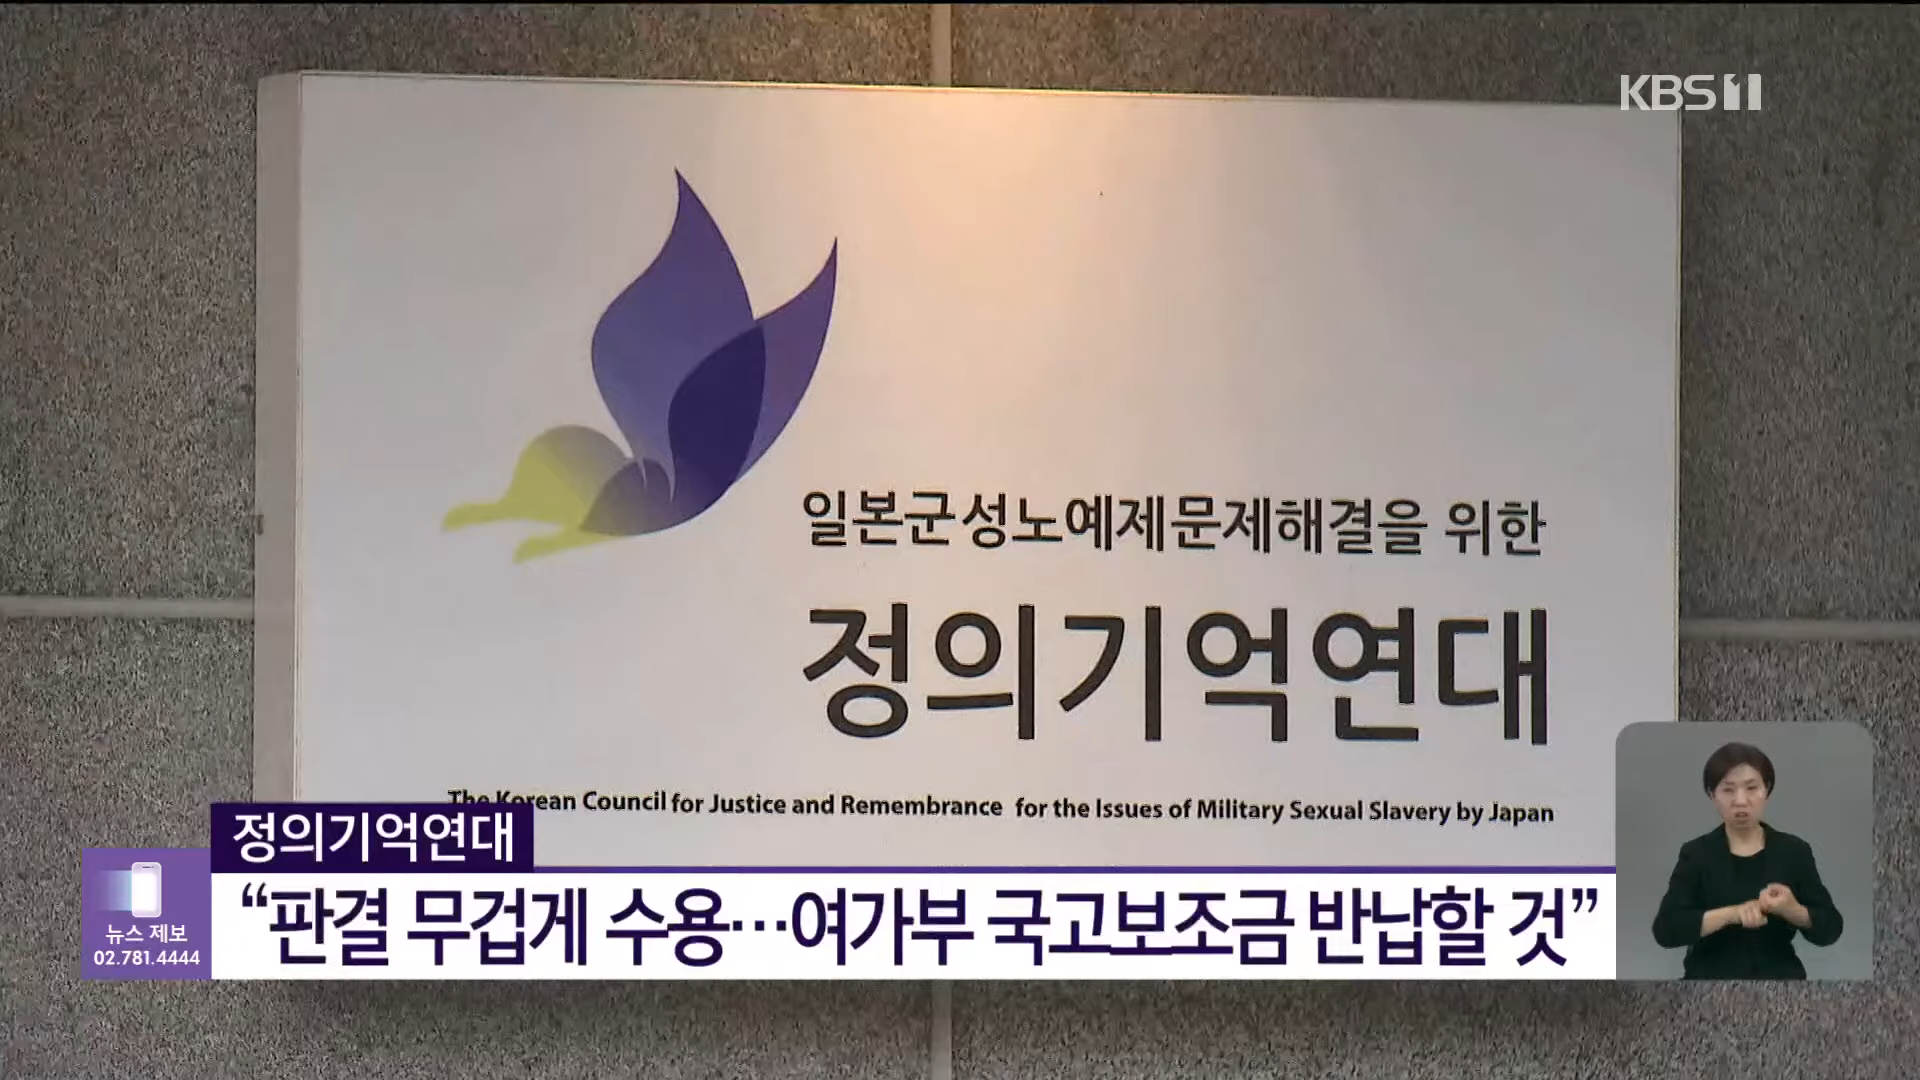 KBS 1
일본군성노예제문제해결을 위한
정의기억연대
The Korean Council for Justice and Remembrance for the Issues of Military Sexual Slavery by Japan
정의기억연대
“판결 무겁게 수용…여가부 국고보조금 반납할 것”
뉴스 제보
02.781.4444